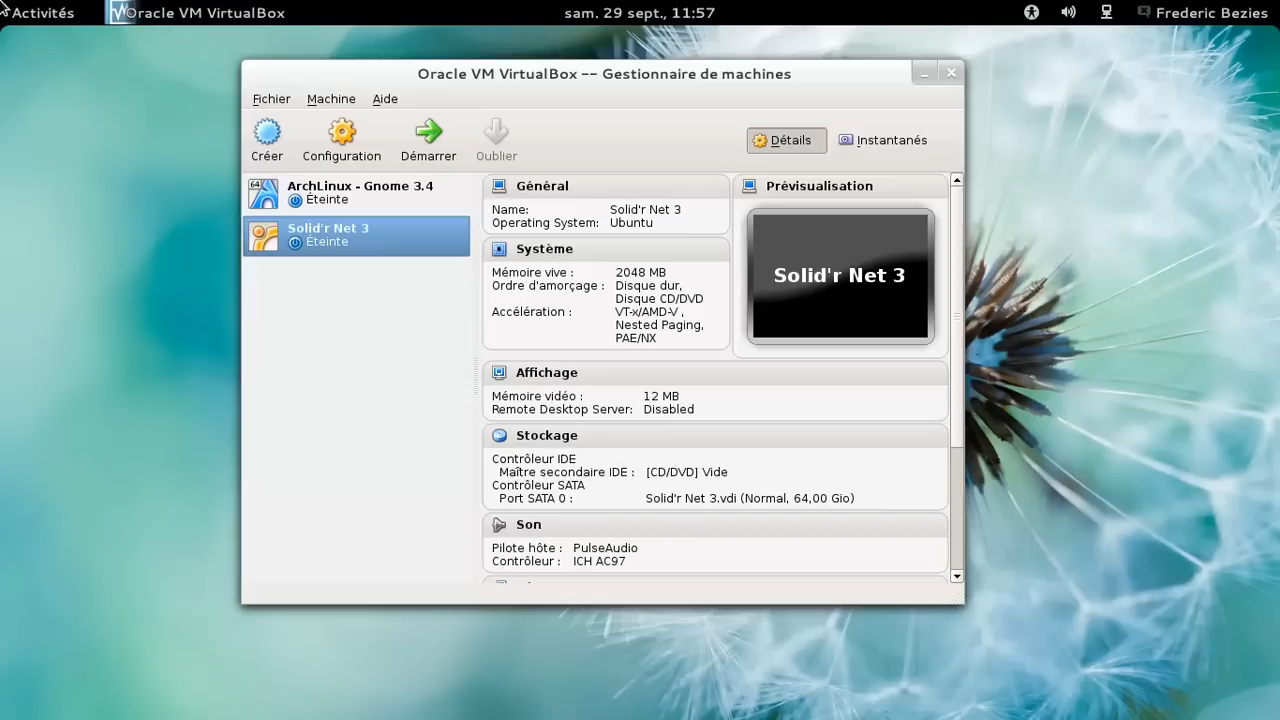 Activités
Oracle VM VirtualBox
sam. 29 sept., 11:57
Frederic Bezies
Oracle VM VirtualBox -- Gestionnaire de machines
Fichier Machine Aide
Créer
Configuration
Démarrer
Oublier
Détails
Instantanés
64
ArchLinux - Gnome 3.4
Éteinte
Solid'r Net 3
Éteinte
Général
Name: Solid'r Net 3
Operating System: Ubuntu
Système
Mémoire vive : 2048 MB
Ordre d'amorçage : Disque dur,
Disque CD/DVD
Accélération : VT-x/AMD-V ,
Nested Paging,
PAE/NX
Prévisualisation
Solid'r Net 3
Affichage
Mémoire vidéo : 12 MB
Remote Desktop Server: Disabled
Stockage
Contrôleur IDE
Maître secondaire IDE : [CD/DVD] Vide
Contrôleur SATA
Port SATA 0 : Solid'r Net 3.vdi (Normal, 64,00 Gio)
Son
Pilote hôte : PulseAudio
Contrôleur : ICH AC97